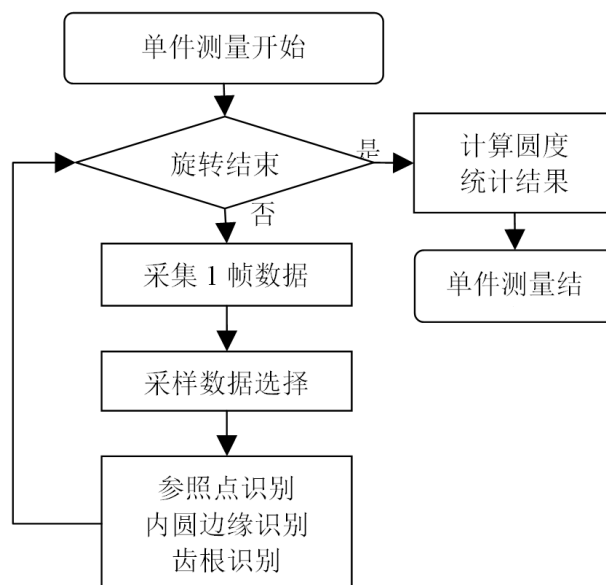 单件测量开始
旋转结束
是
否
计算圆度
统计结果
单件测量结
采集 1 帧数据
采样数据选择
参照点识别
内圆边缘识别
齿根识别